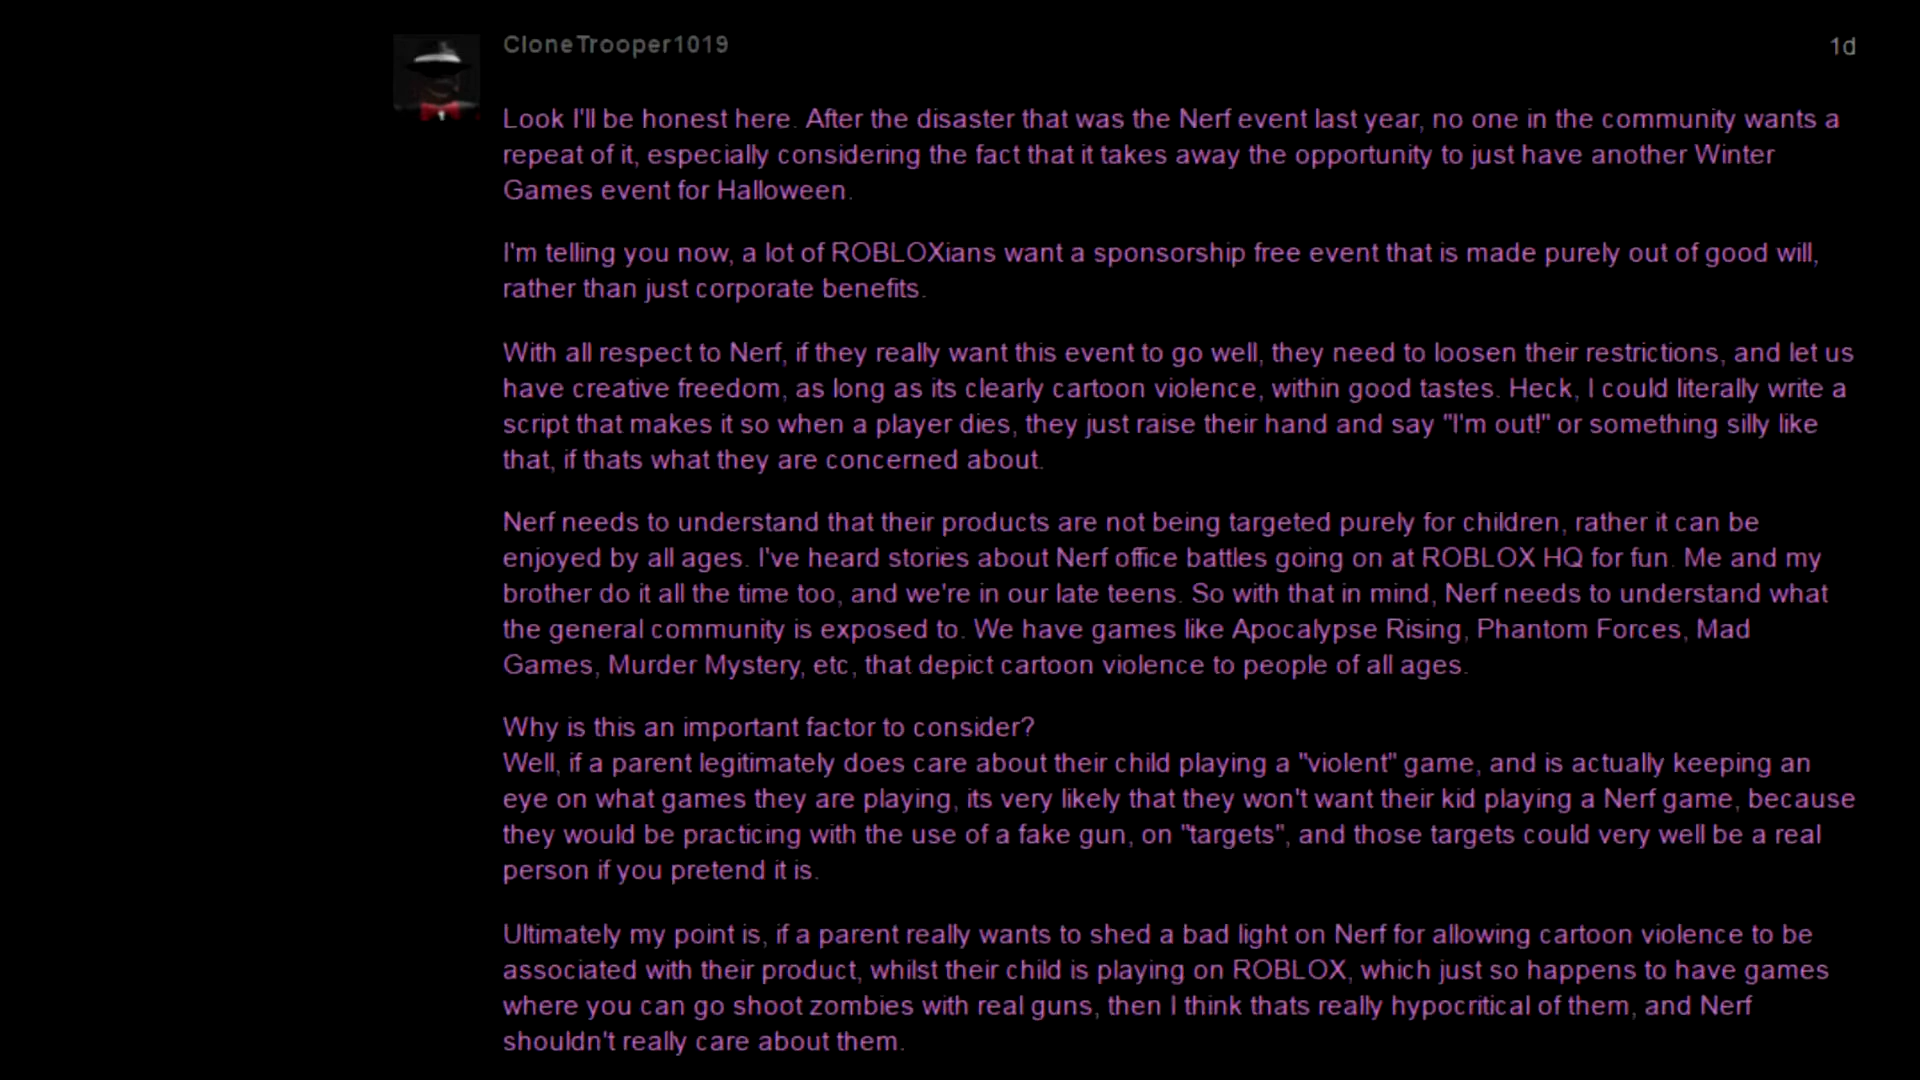 CloneTrooper1019
1d
Look I'll be honest here. After the disaster that was the Nerf event last year, no one in the community wants a
repeat of it, especially considering the fact that it takes away the opportunity to just have another Winter
Games event for Halloween.
I'm telling you now, a lot of ROBLOXians want a sponsorship free event that is made purely out of good will,
rather than just corporate benefits.
With all respect to Nerf, if they really want this event to go well, they need to loosen their restrictions, and let us
have creative freedom, as long as its clearly cartoon violence, within good tastes. Heck, I could literally write a
script that makes it so when a player dies, they just raise their hand and say "I'm out!" or something silly like
that, if thats what they are concerned about.
Nerf needs to understand that their products are not being targeted purely for children, rather it can be
enjoyed by all ages. I've heard stories about Nerf office battles going on at ROBLOX HQ for fun. Me and my
brother do it all the time too, and we're in our late teens. So with that in mind, Nerf needs to understand what
the general community is exposed to. We have games like Apocalypse Rising, Phantom Forces, Mad
Games, Murder Mystery, etc, that depict cartoon violence to people of all ages.
Why is this an important factor to consider?
Well, if a parent legitimately does care about their child playing a "violent" game, and is actually keeping an
eye on what games they are playing, its very likely that they won't want their kid playing a Nerf game, because
they would be practicing with the use of a fake gun, on "targets", and those targets could very well be a real
person if you pretend it is.
Ultimately my point is, if a parent really wants to shed a bad light on Nerf for allowing cartoon violence to be
associated with their product, whilst their child is playing on ROBLOX, which just so happens to have games
where you can go shoot zombies with real guns, then I think thats really hypocritical of them, and Nerf
shouldn't really care about them.